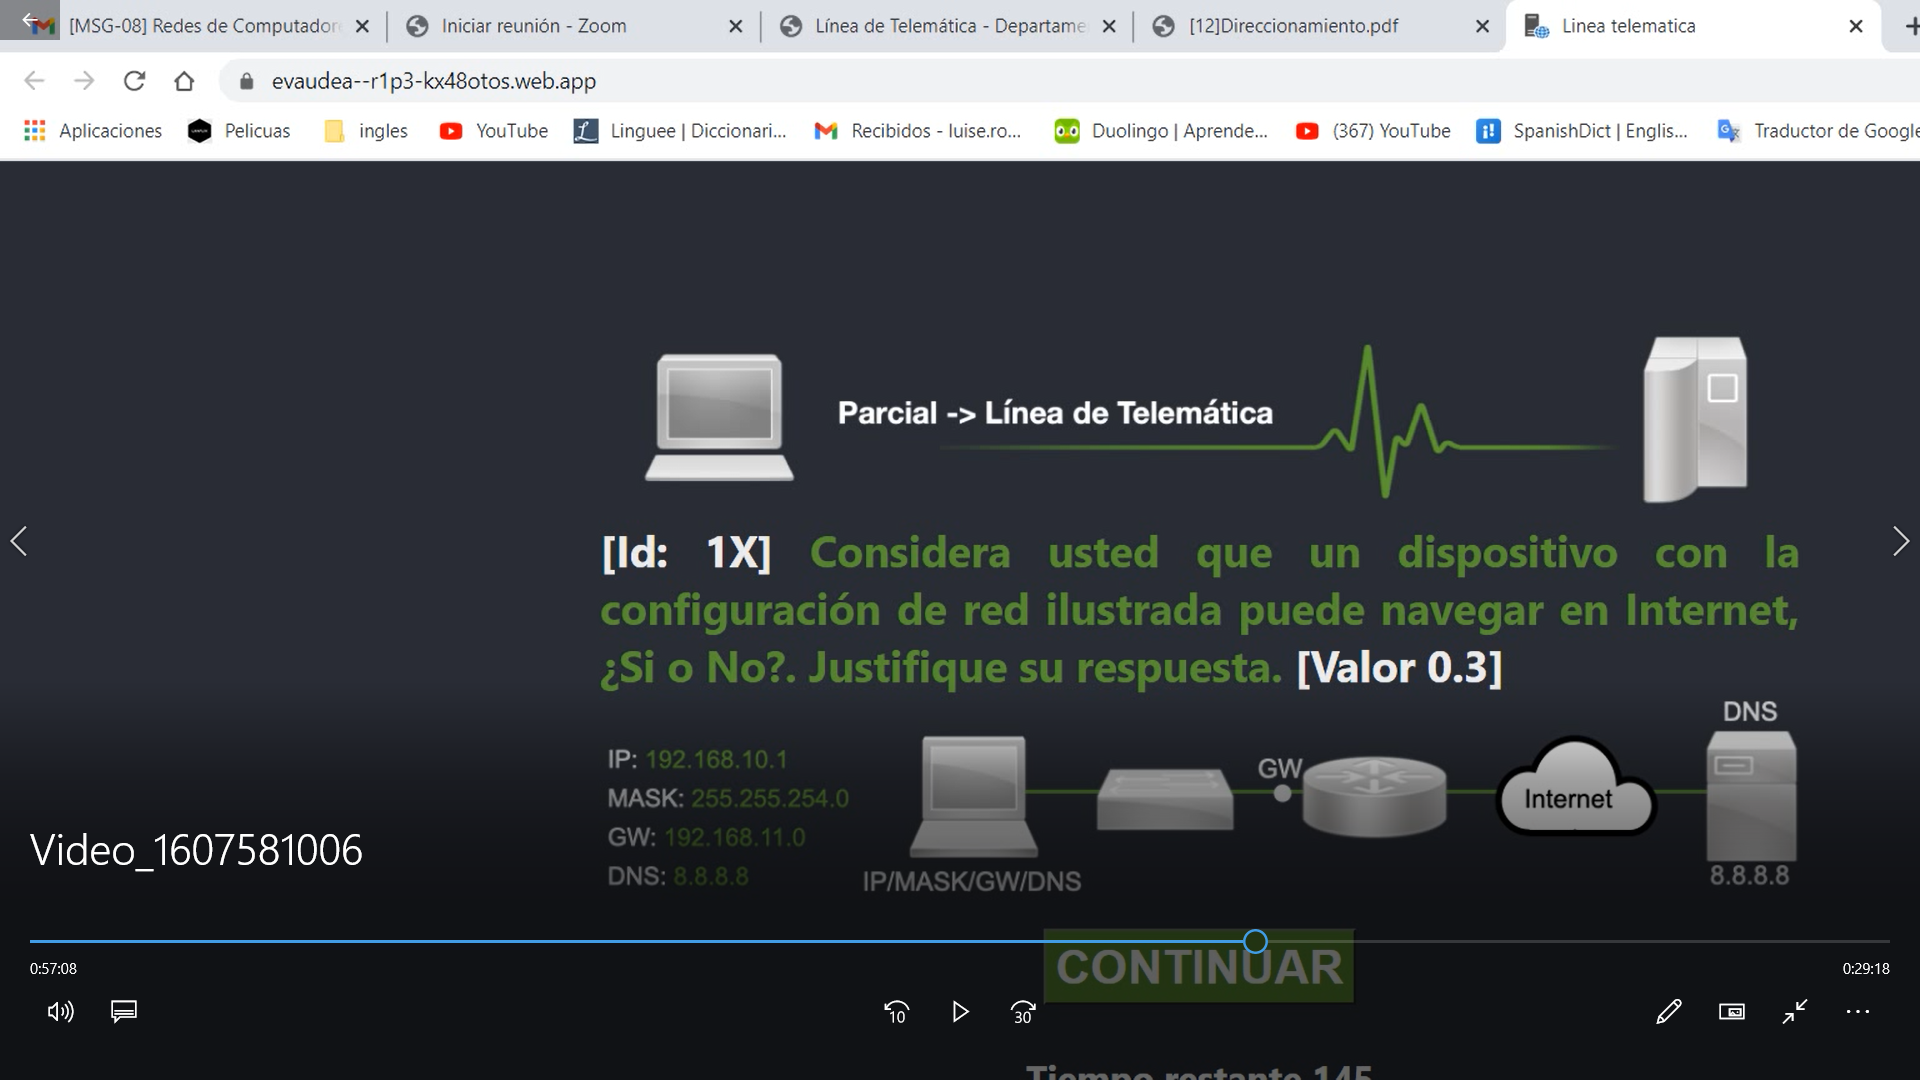 [MSG-08] Redes de Computador
Iniciar reunión - Zoom
Línea de Telemática - Departame
[12]Direccionamiento.pdf
Linea telematica
evaudea--r1p3-kx48otos.web.app
Aplicaciones
Pelicuas
ingles
YouTube
Linguee | Diccionari...
Recibidos - luise.ro...
Duolingo | Aprende...
(367) YouTube
SpanishDict | Englis...
Traductor de Google
Parcial -> Línea de Telemática
[Id: 1X] Considera usted que un dispositivo con la
configuración de red ilustrada puede navegar en Internet,
¿Si o No?. Justifique su respuesta. [Valor 0.3]
DNS
IP: 192.168.10.1
MASK: 255.255.254.0
GW: 192.168.11.0
DNS: 8.8.8.8
GW
Internet
IP/MASK/GW/DNS
8.8.8.8
Video_1607581006
CONTINUAR
0:57:08
0:29:18
10
30
Tiempo restante 145